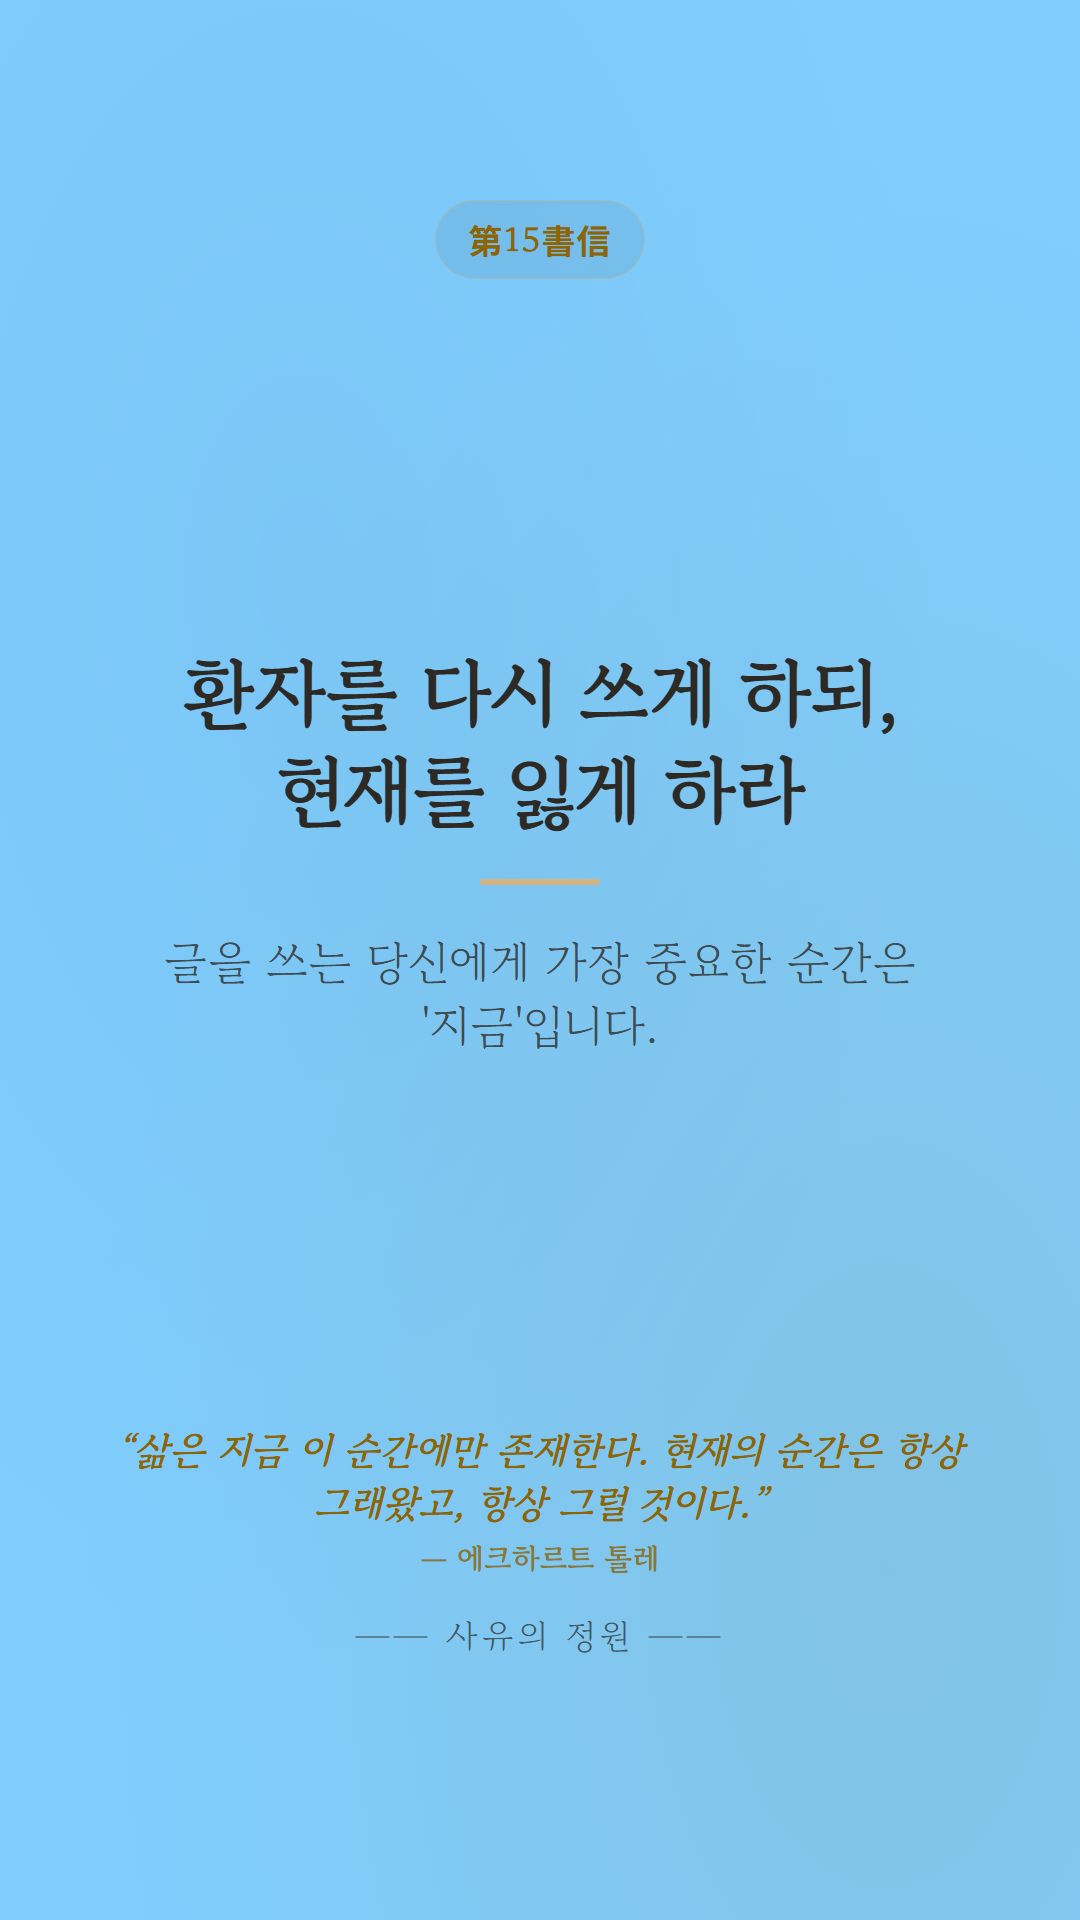 第15書信
환자를 다시 쓰게 하되,
현재를 잃게 하라
글을 쓰는 당신에게 가장 중요한 순간은
'지금'입니다.
“삶은 지금 이 순간에만 존재한다. 현재의 순간은 항상
그래왔고, 항상 그럴 것이다.”
— 에크하르트 톨레
—— 사유의 정원 ——